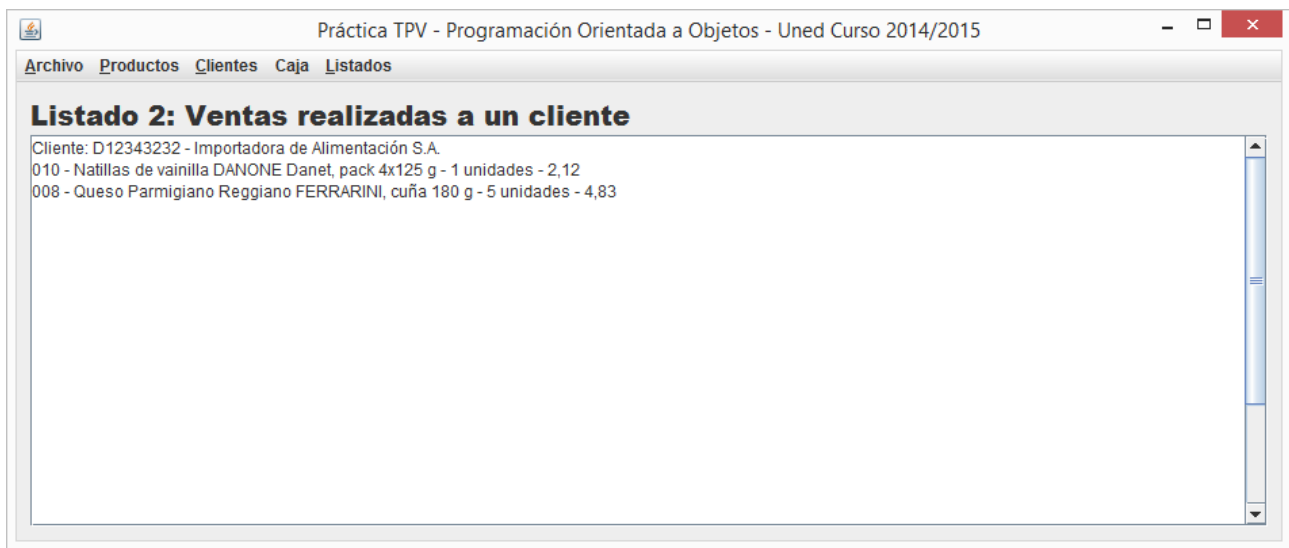 Práctica TPV - Programación Orientada a Objetos - Uned Curso 2014/2015
Archivo Productos Clientes Caja Listados
Listado 2: Ventas realizadas a un cliente
Cliente: D12343232 - Importadora de Alimentación S.A.
010 - Natillas de vainilla DANONE Danet, pack 4x125 g - 1 unidades - 2,12
008 - Queso Parmigiano Reggiano FERRARINI, cuña 180 g - 5 unidades - 4,83